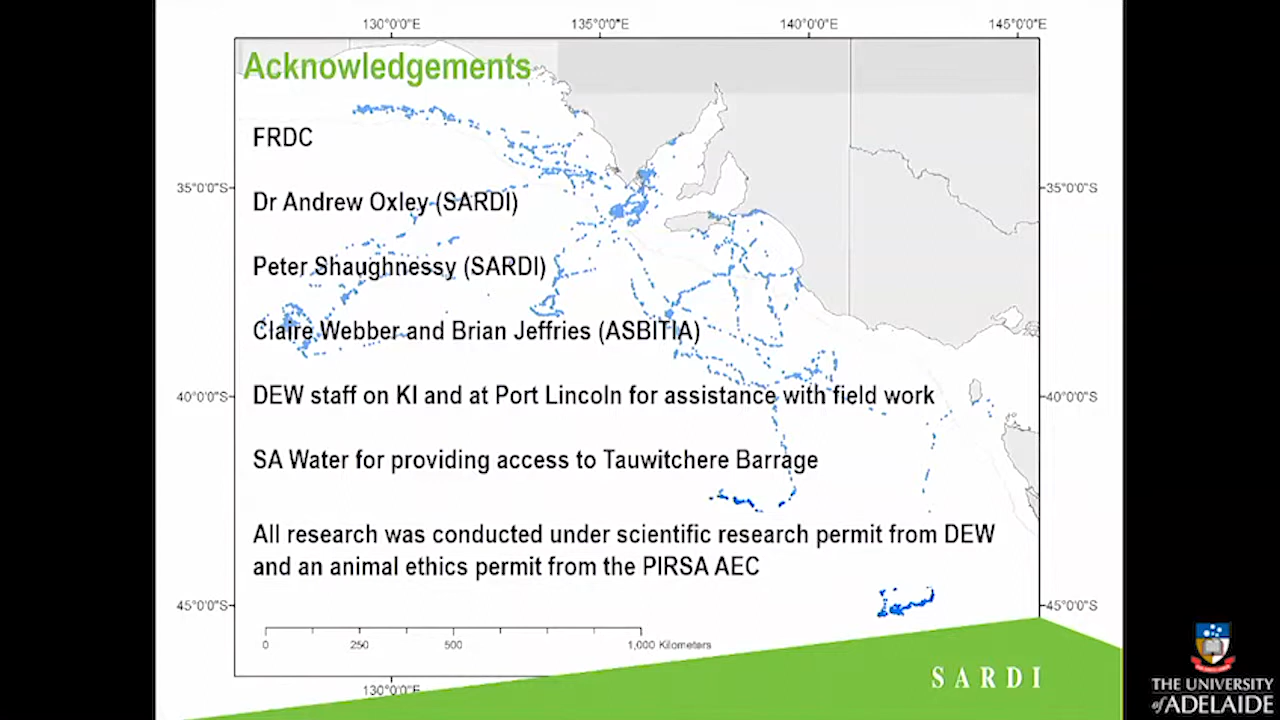 130°0'0"E 135°0'0"E 140°0'0"E 145°0'0"E
Acknowledgements
FRDC
35°0'0"S 35°0'0"S
Dr Andrew Oxley (SARDI)
Peter Shaughnessy (SARDI)
Claire Webber and Brian Jeffries (ASBITIA)
40°0'0"S 40°0'0"S
DEW staff on KI and at Port Lincoln for assistance with field work
SA Water for providing access to Tauwitchere Barrage
All research was conducted under scientific research permit from DEW
and an animal ethics permit from the PIRSA AEC
45°0'0"S 45°0'0"S
0 250 500 1,000 Kilometers
130°0'0"E
SARDI
THE UNIVERSITY
of ADELAIDE